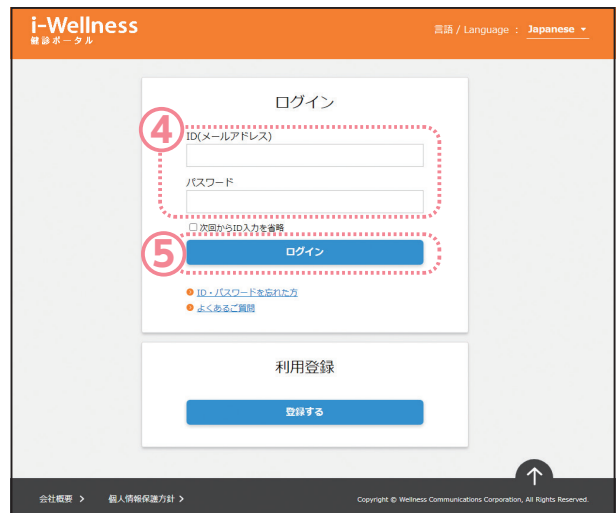 i-Wellness
健診ポータル
言語 / Language : Japanese
ログイン
④
ID(メールアドレス)
パスワード
次回からID入力を省略
⑤
ログイン
ID・パスワードを忘れた方
よくあるご質問
利用登録
登録する
会社概要 >
個人情報保護方針 >
Copyright © Wellness Communications Corporation, All Rights Reserved.